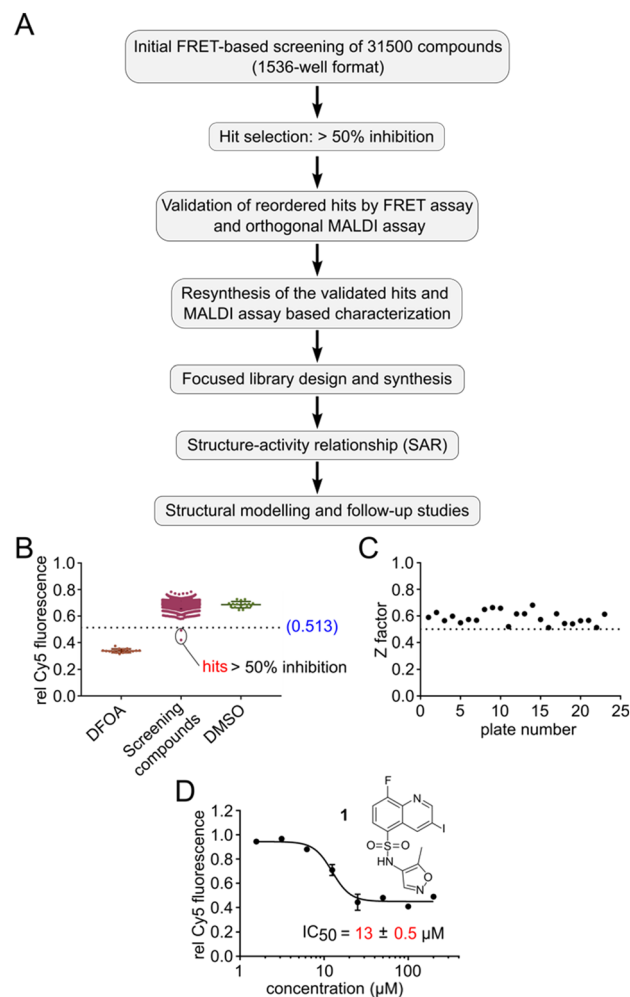 A
Initial FRET-based screening of 31500 compounds
(1536-well format)
Hit selection: > 50% inhibition
Validation of reordered hits by FRET assay
and orthogonal MALDI assay
Resynthesis of the validated hits and
MALDI assay based characterization
Focused library design and synthesis
Structure-activity relationship (SAR)
Structural modelling and follow-up studies
B
rel Cy5 fluorescence
1.0
0.8
0.6
0.4
0.2
0.0
(0.513)
hits > 50% inhibition
DFOA
Screening
compounds
DMSO
C
Z factor
1.0
0.8
0.6
0.4
0.2
0.0
0 5 10 15 20 25
plate number
D
rel Cy5 fluorescence
1.2
1.0
0.8
0.6
0.4
0.2
0.0
1 10 100
concentration (µM)
1
F
N
I
O=S=O
HN
O
N
IC50 = 13 ± 0.5 µM